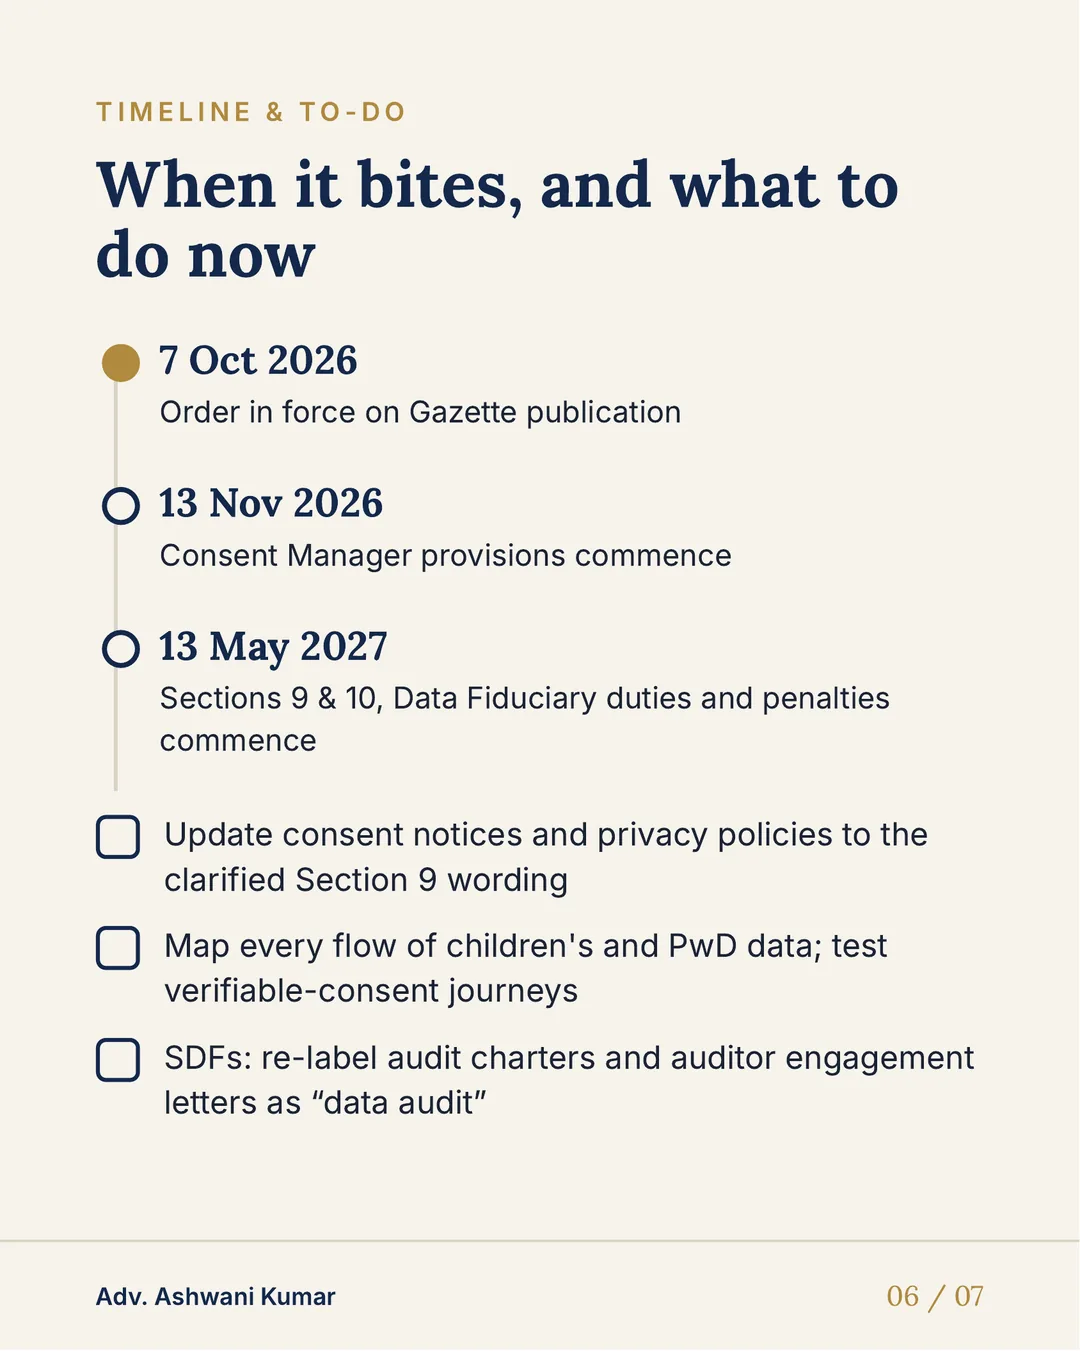 TIMELINE & TO-DO
When it bites, and what to
do now
7 Oct 2026
Order in force on Gazette publication
13 Nov 2026
Consent Manager provisions commence
13 May 2027
Sections 9 & 10, Data Fiduciary duties and penalties
commence
Update consent notices and privacy policies to the
clarified Section 9 wording
Map every flow of children's and PwD data; test
verifiable-consent journeys
SDFs: re-label audit charters and auditor engagement
letters as “data audit”
Adv. Ashwani Kumar
06 / 07